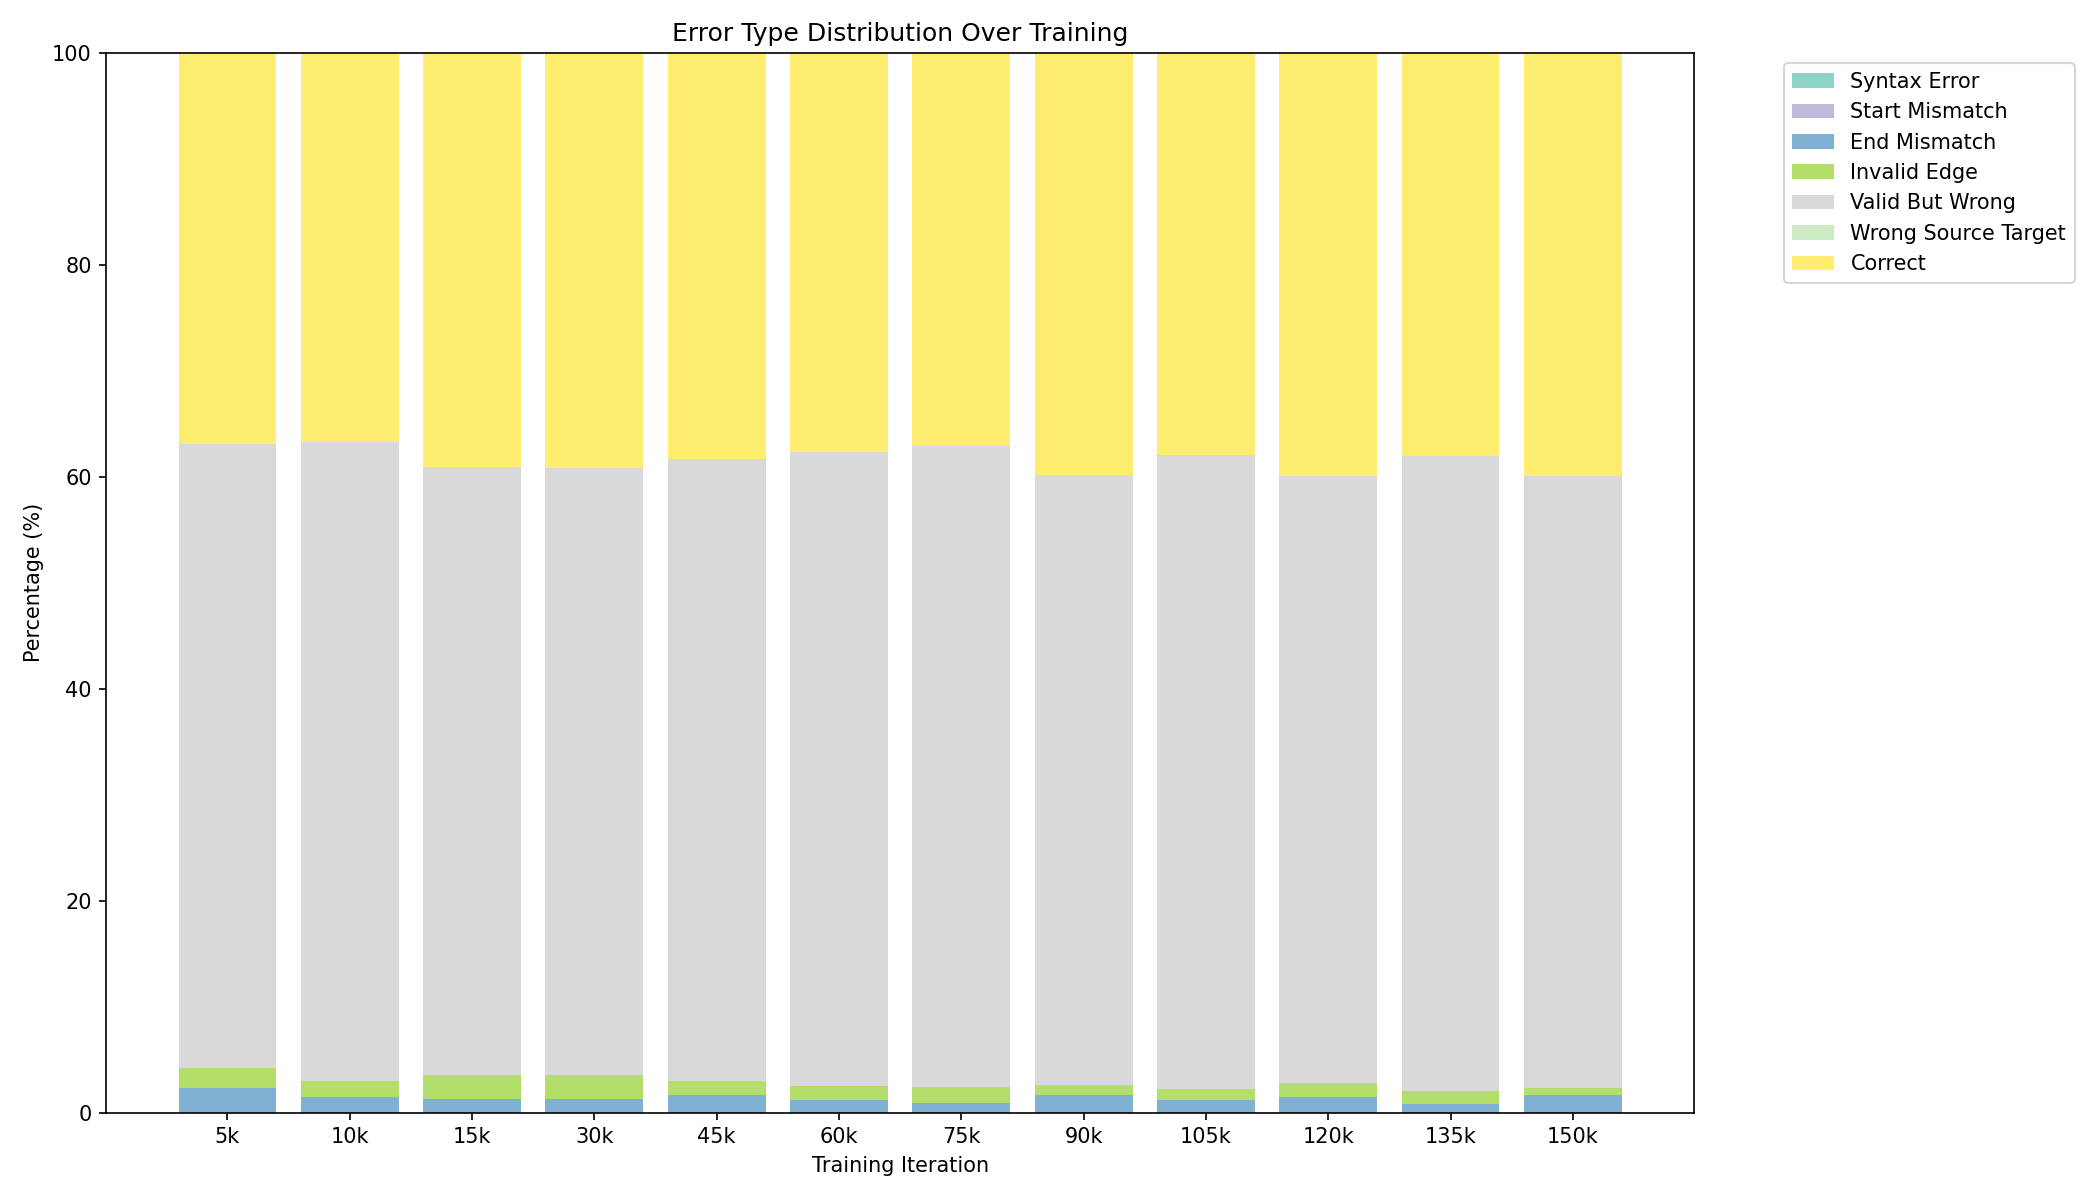 Error Type Distribution Over Training
100
80
60
40
20
0
Percentage (%)
5k 10k 15k 30k 45k 60k 75k 90k 105k 120k 135k 150k
Training Iteration
Syntax Error
Start Mismatch
End Mismatch
Invalid Edge
Valid But Wrong
Wrong Source Target
Correct